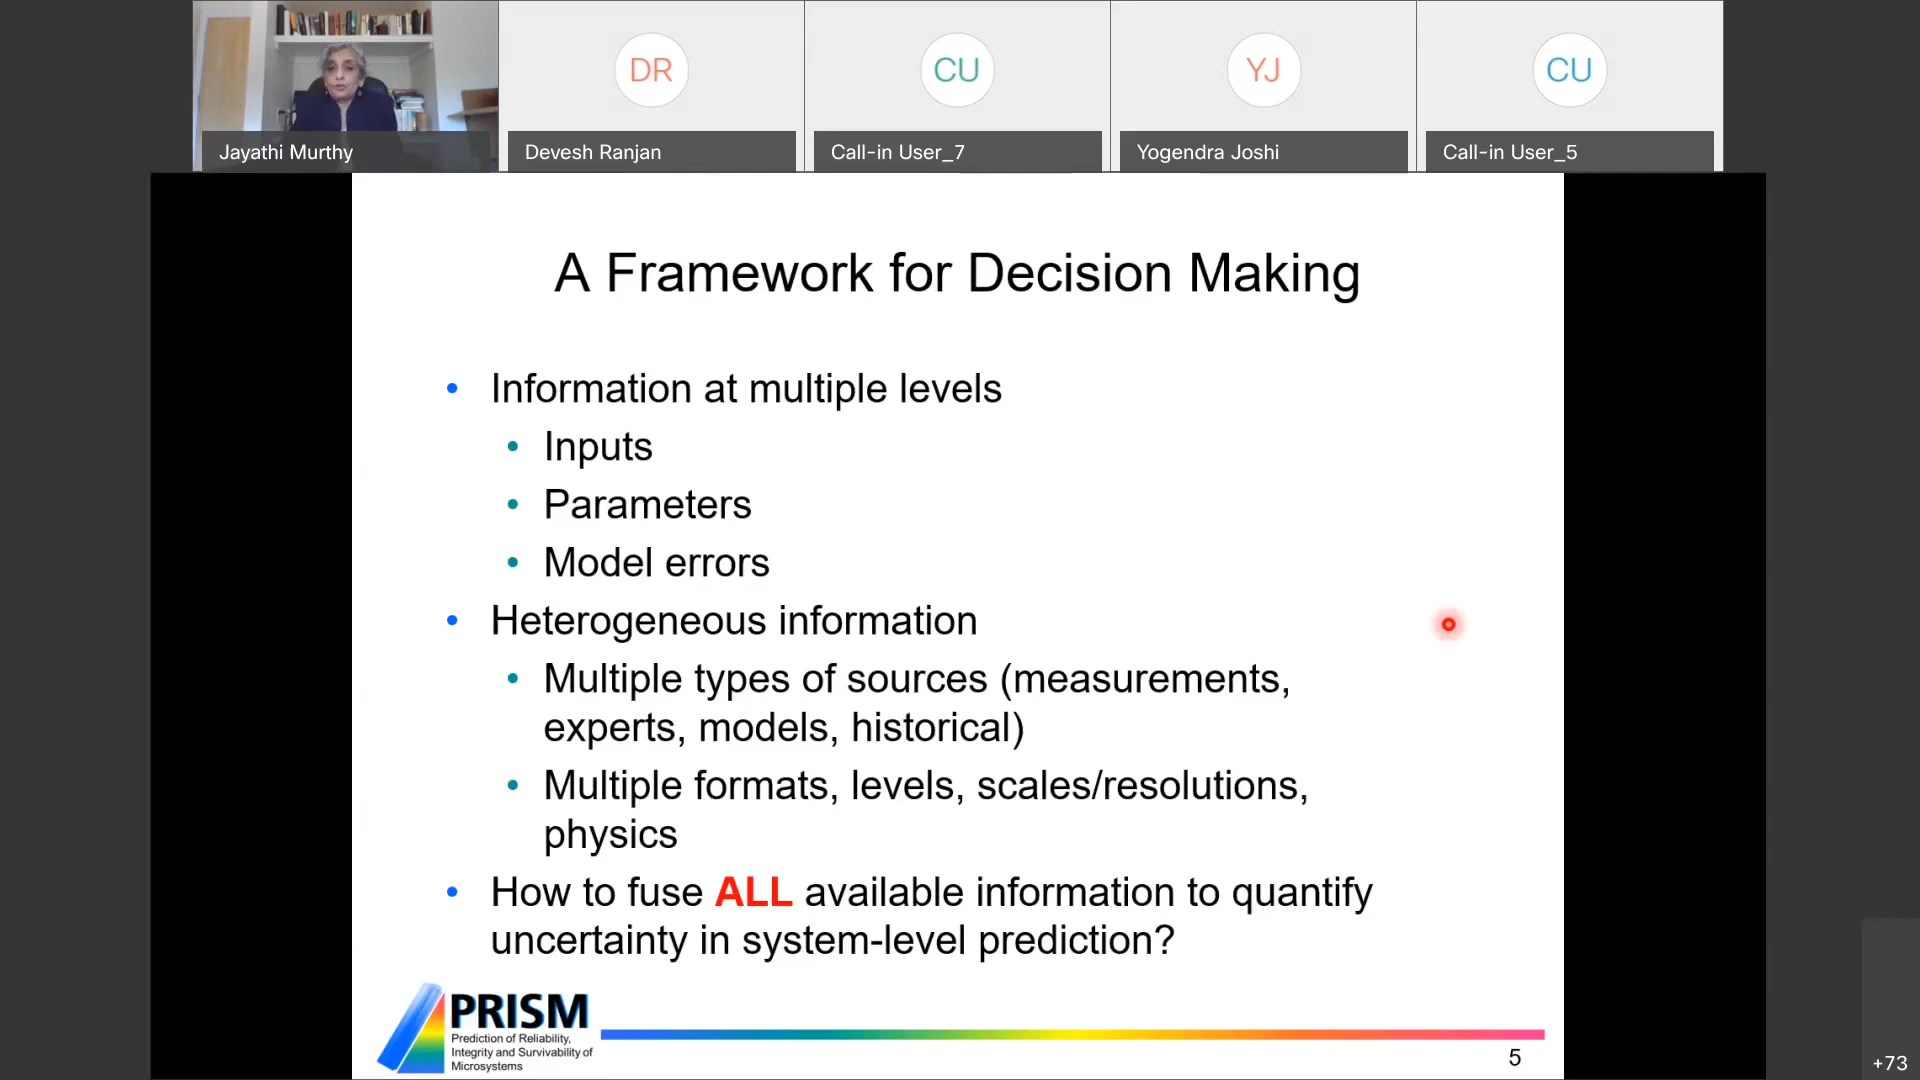 DR
CU
YJ
CU
Jayathi Murthy
Devesh Ranjan
Call-in User_7
Yogendra Joshi
Call-in User_5
A Framework for Decision Making
• Information at multiple levels
• Inputs
• Parameters
• Model errors
• Heterogeneous information
• Multiple types of sources (measurements,
experts, models, historical)
• Multiple formats, levels, scales/resolutions,
physics
• How to fuse ALL available information to quantify
uncertainty in system-level prediction?
PRISM
Prediction of Reliability,
Integrity and Survivability of
Microsystems
5
+73